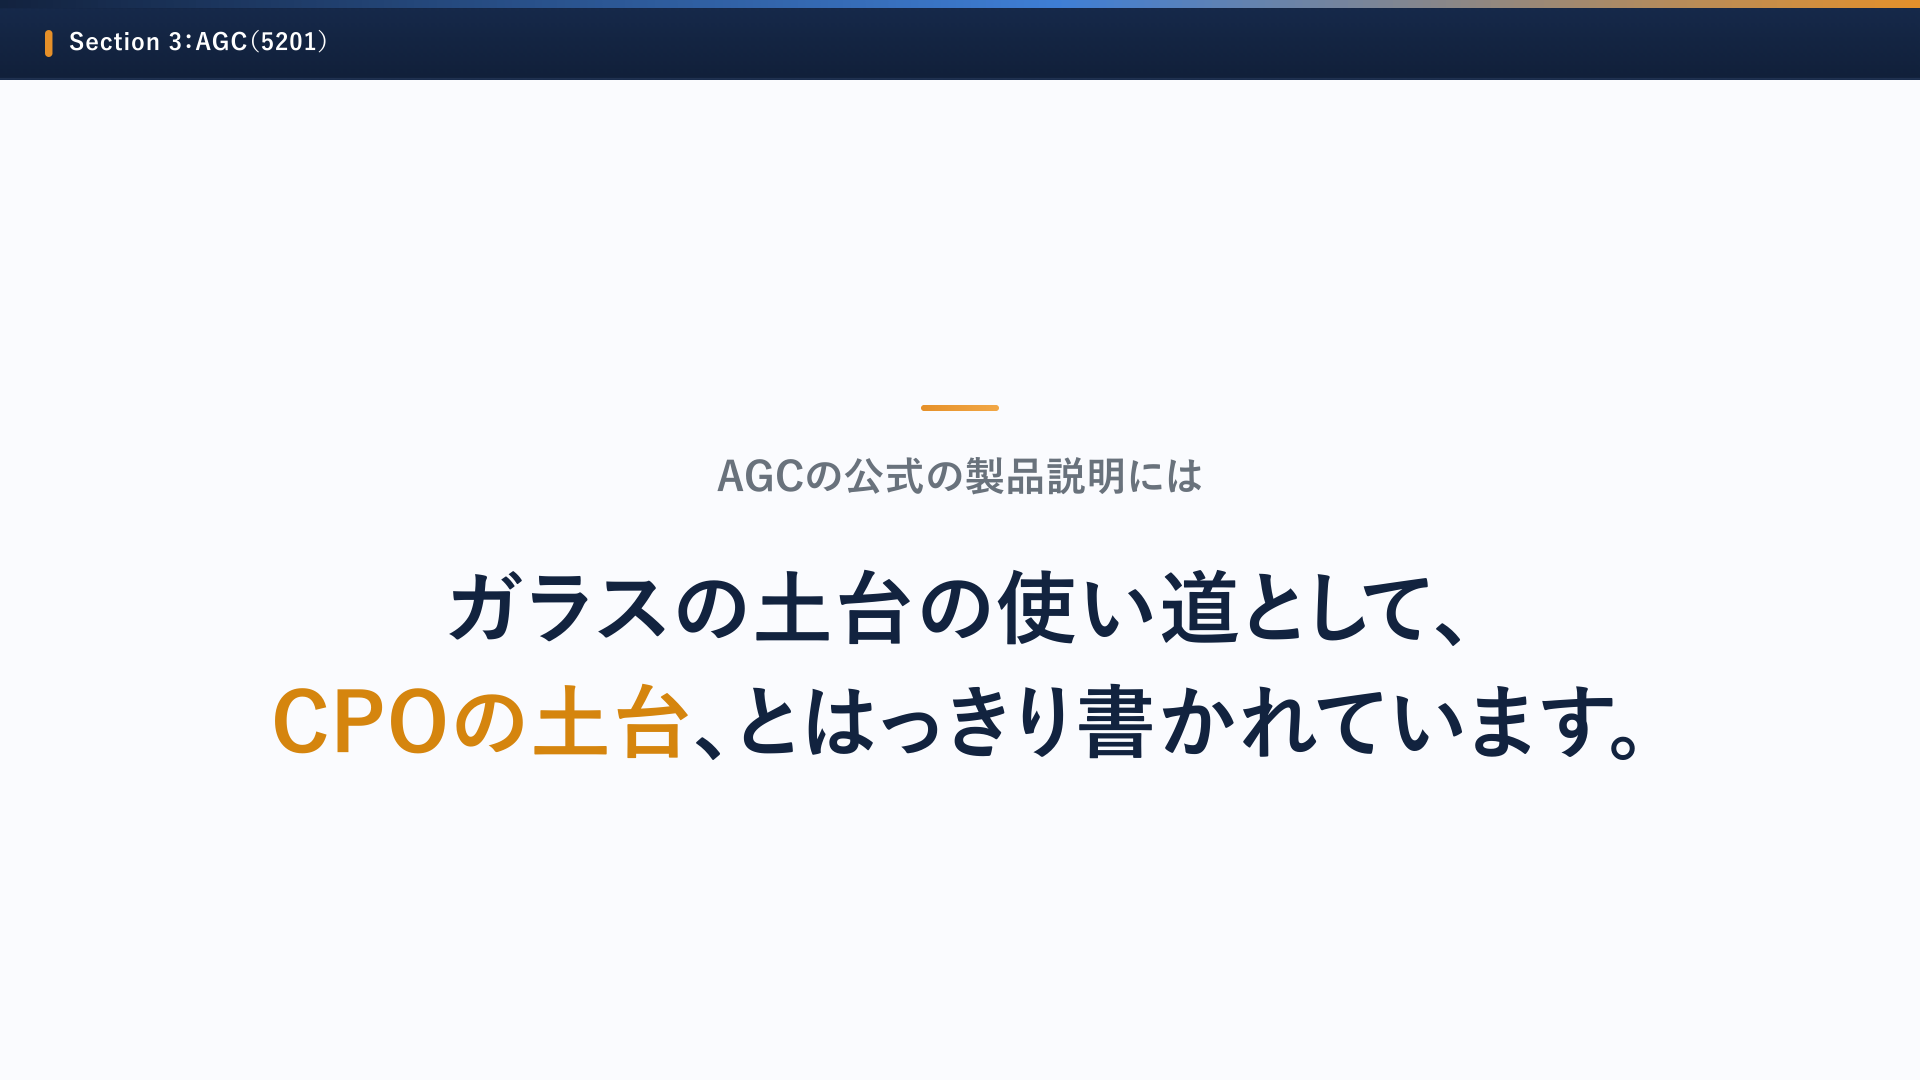 Section 3：AGC（5201）
AGCの公式の製品説明には
ガラスの土台の使い道として、
CPOの土台、とはっきり書かれています。